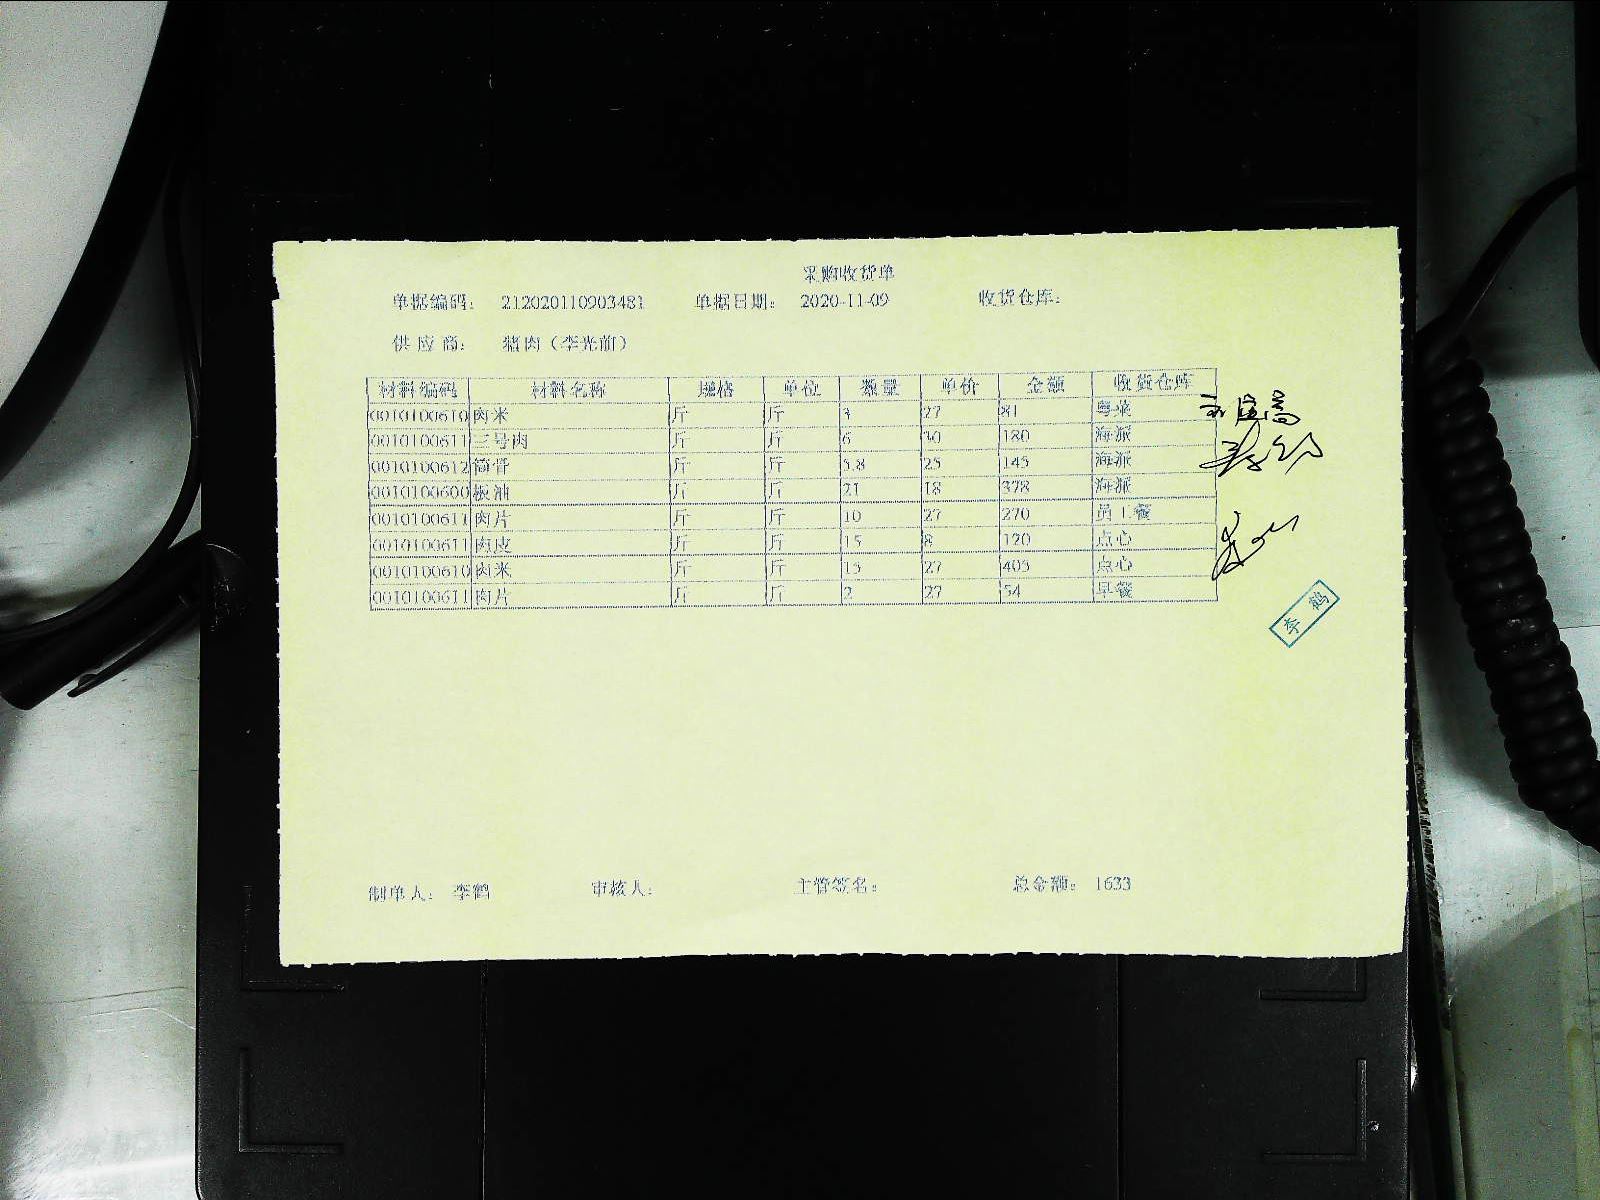 采购收货单
单据编码： 212020110903481 单据日期： 2020-11-09 收货仓库：
供应商： 猪肉（李光前）
材料编码 材料名称 规格 单位 数量 单价 金额 收货仓库
0010100610 肉米 斤 斤 3 27 81 粤菜
0010100611 三号肉 斤 斤 6 30 180 海派
0010100612 筒骨 斤 斤 5.8 25 145 海派
0010100600 板油 斤 斤 21 18 378 海派
0010100611 肉片 斤 斤 10 27 270 员工餐
0010100611 肉皮 斤 斤 15 8 120 点心
0010100610 肉米 斤 斤 15 27 405 点心
0010100611 肉片 斤 斤 2 27 54 早餐
李鹤
制单人： 李鹤 审核人： 主管签名： 总金额： 1633